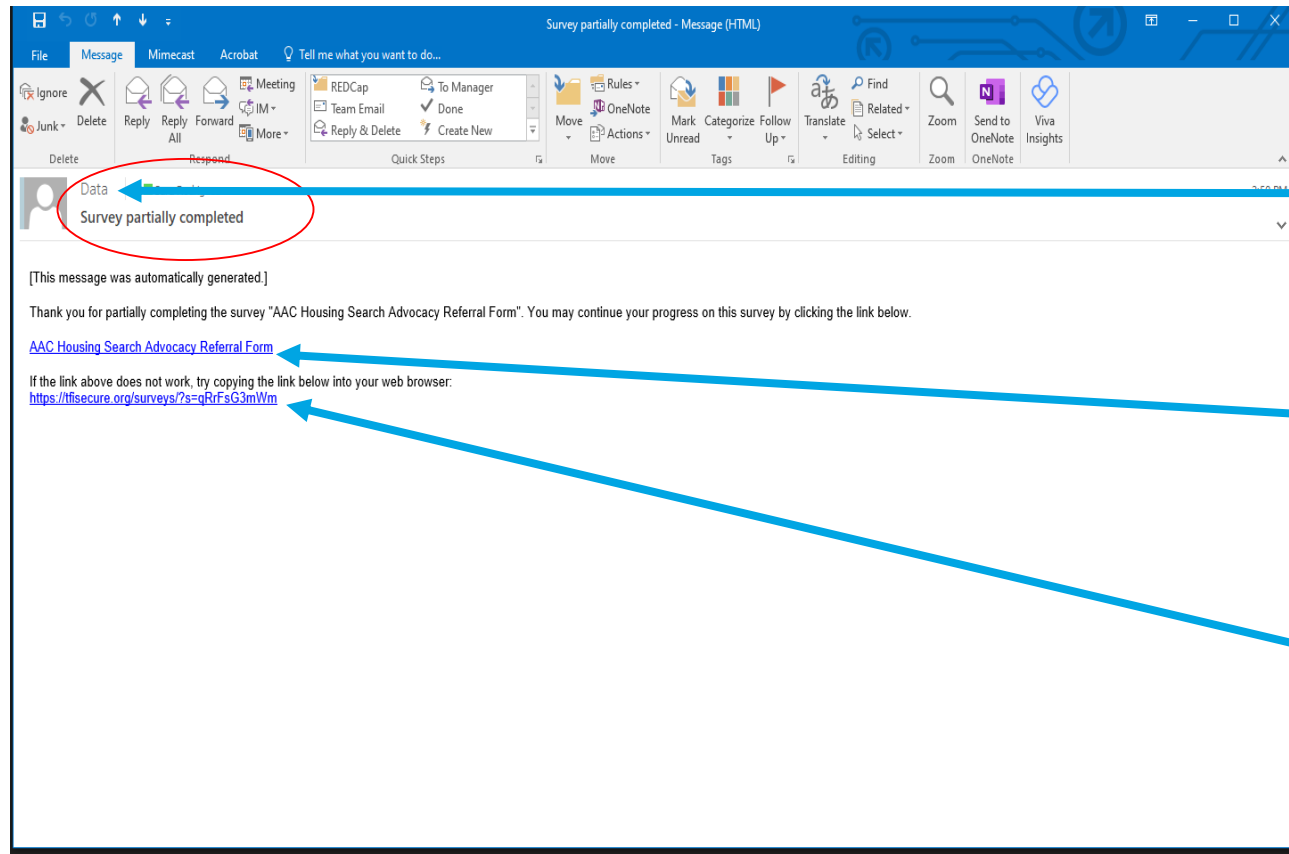 Survey partially completed - Message (HTML)
File Message Mimecast Acrobat Tell me what you want to do...
Ignore
Junk
Delete
Reply
Reply All
Forward
Meeting
IM
More
REDCap
Team Email
Reply & Delete
To Manager
Done
Create New
Move
Rules
OneNote
Actions
Mark Unread
Categorize
Follow Up
Translate
Find
Related
Select
Zoom
Send to OneNote
Viva Insights
Delete Respond Quick Steps Move Tags Editing Zoom OneNote
Data
Survey partially completed
[This message was automatically generated.]
Thank you for partially completing the survey "AAC Housing Search Advocacy Referral Form". You may continue your progress on this survey by clicking the link below.
AAC Housing Search Advocacy Referral Form
If the link above does not work, try copying the link below into your web browser:
https://tfisecure.org/surveys/?s=qRrFsG3mWm